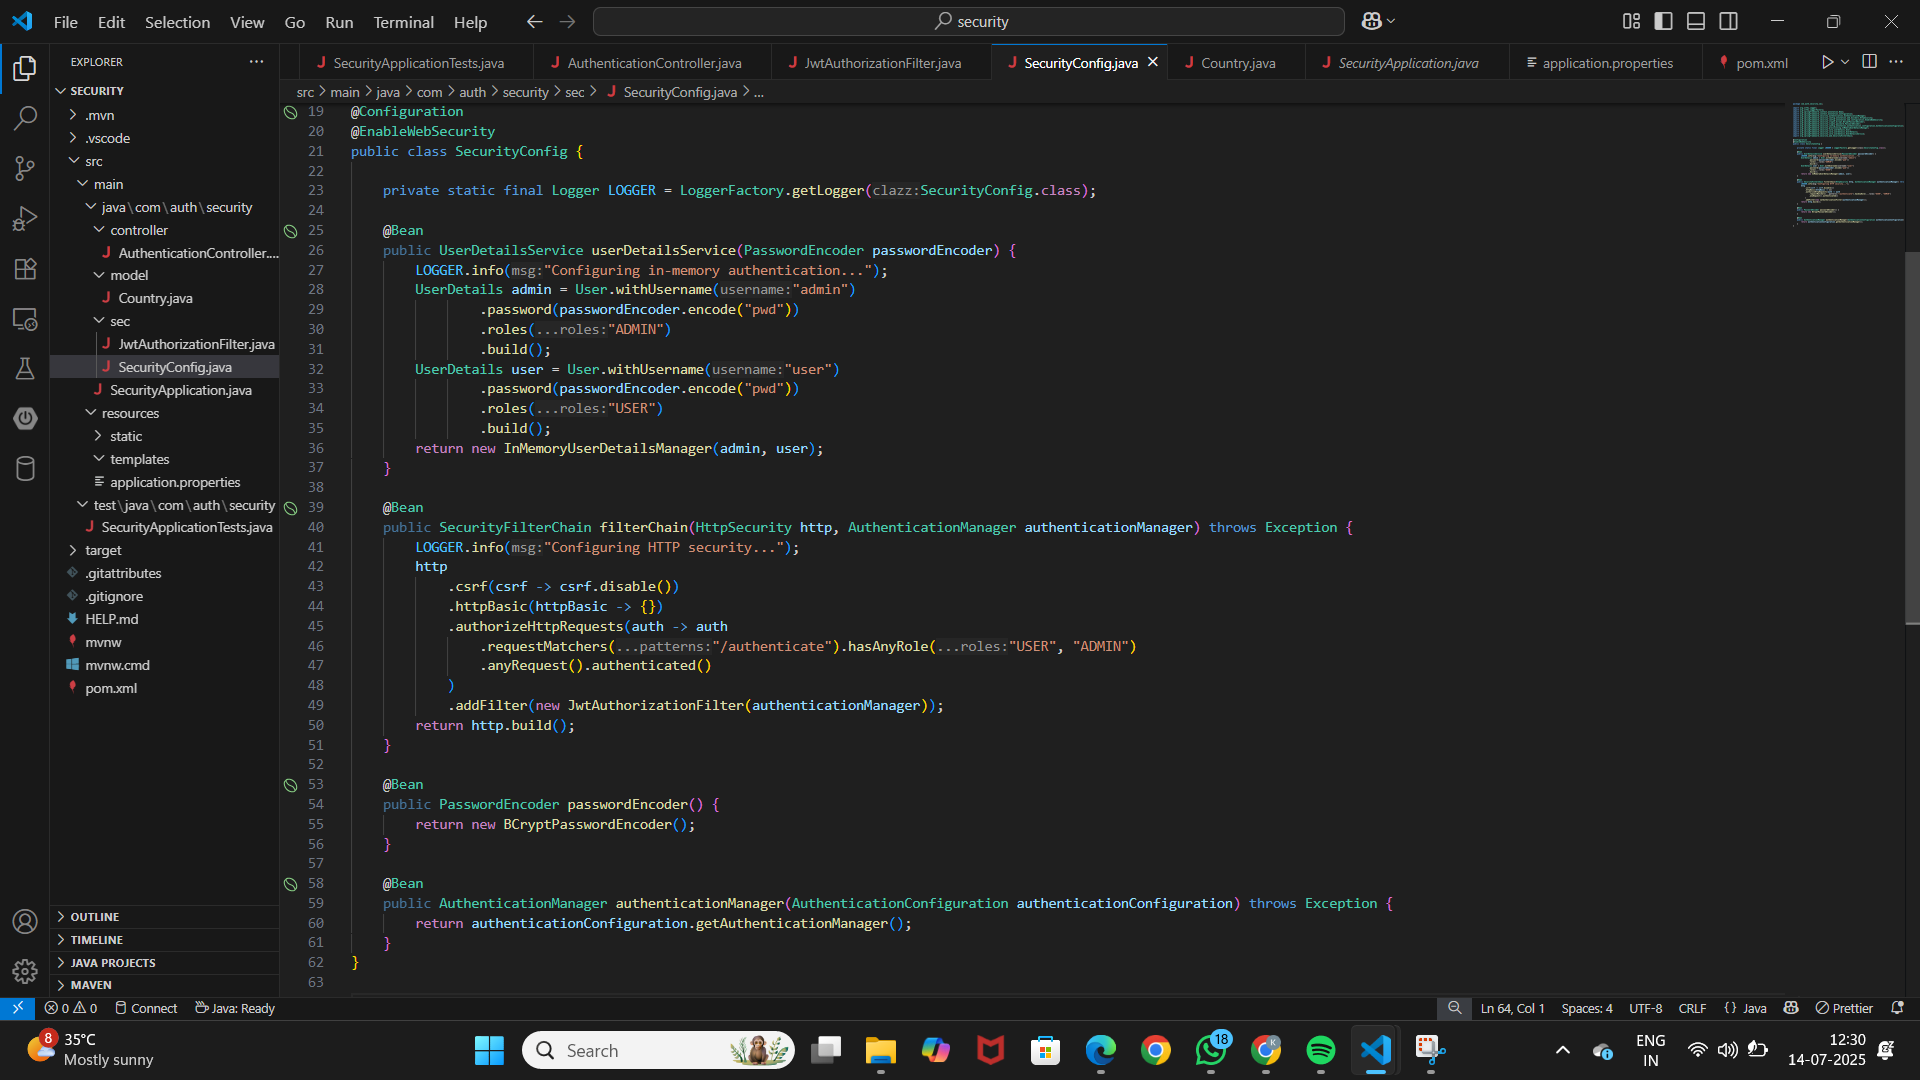 File Edit Selection View Go Run Terminal Help
security
EXPLORER
SECURITY
.mvn
.vscode
src
main
java\com\auth\security
controller
AuthenticationController....
model
Country.java
sec
JwtAuthorizationFilter.java
SecurityConfig.java
SecurityApplication.java
resources
static
templates
application.properties
test\java\com\auth\security
SecurityApplicationTests.java
target
.gitattributes
.gitignore
HELP.md
mvnw
mvnw.cmd
pom.xml
OUTLINE
TIMELINE
JAVA PROJECTS
MAVEN
SecurityApplicationTests.java AuthenticationController.java JwtAuthorizationFilter.java SecurityConfig.java Country.java SecurityApplication.java application.properties pom.xml
src > main > java > com > auth > security > sec > SecurityConfig.java > ...
19 @Configuration
20 @EnableWebSecurity
21 public class SecurityConfig {
22
23 private static final Logger LOGGER = LoggerFactory.getLogger(clazz:SecurityConfig.class);
24
25 @Bean
26 public UserDetailsService userDetailsService(PasswordEncoder passwordEncoder) {
27 LOGGER.info(msg:"Configuring in-memory authentication...");
28 UserDetails admin = User.withUsername(username:"admin")
29 .password(passwordEncoder.encode("pwd"))
30 .roles(...roles:"ADMIN")
31 .build();
32 UserDetails user = User.withUsername(username:"user")
33 .password(passwordEncoder.encode("pwd"))
34 .roles(...roles:"USER")
35 .build();
36 return new InMemoryUserDetailsManager(admin, user);
37 }
38
39 @Bean
40 public SecurityFilterChain filterChain(HttpSecurity http, AuthenticationManager authenticationManager) throws Exception {
41 LOGGER.info(msg:"Configuring HTTP security...");
42 http
43 .csrf(csrf -> csrf.disable())
44 .httpBasic(httpBasic -> {})
45 .authorizeHttpRequests(auth -> auth
46 .requestMatchers(...patterns:"/authenticate").hasAnyRole(...roles:"USER", "ADMIN")
47 .anyRequest().authenticated()
48 )
49 .addFilter(new JwtAuthorizationFilter(authenticationManager));
50 return http.build();
51 }
52
53 @Bean
54 public PasswordEncoder passwordEncoder() {
55 return new BCryptPasswordEncoder();
56 }
57
58 @Bean
59 public AuthenticationManager authenticationManager(AuthenticationConfiguration authenticationConfiguration) throws Exception {
60 return authenticationConfiguration.getAuthenticationManager();
61 }
62 }
63
0 0 Connect Java: Ready Ln 64, Col 1 Spaces: 4 UTF-8 CRLF {} Java Prettier
8 35°C
Mostly sunny
Search
18
K
ENG
IN
12:30
14-07-2025